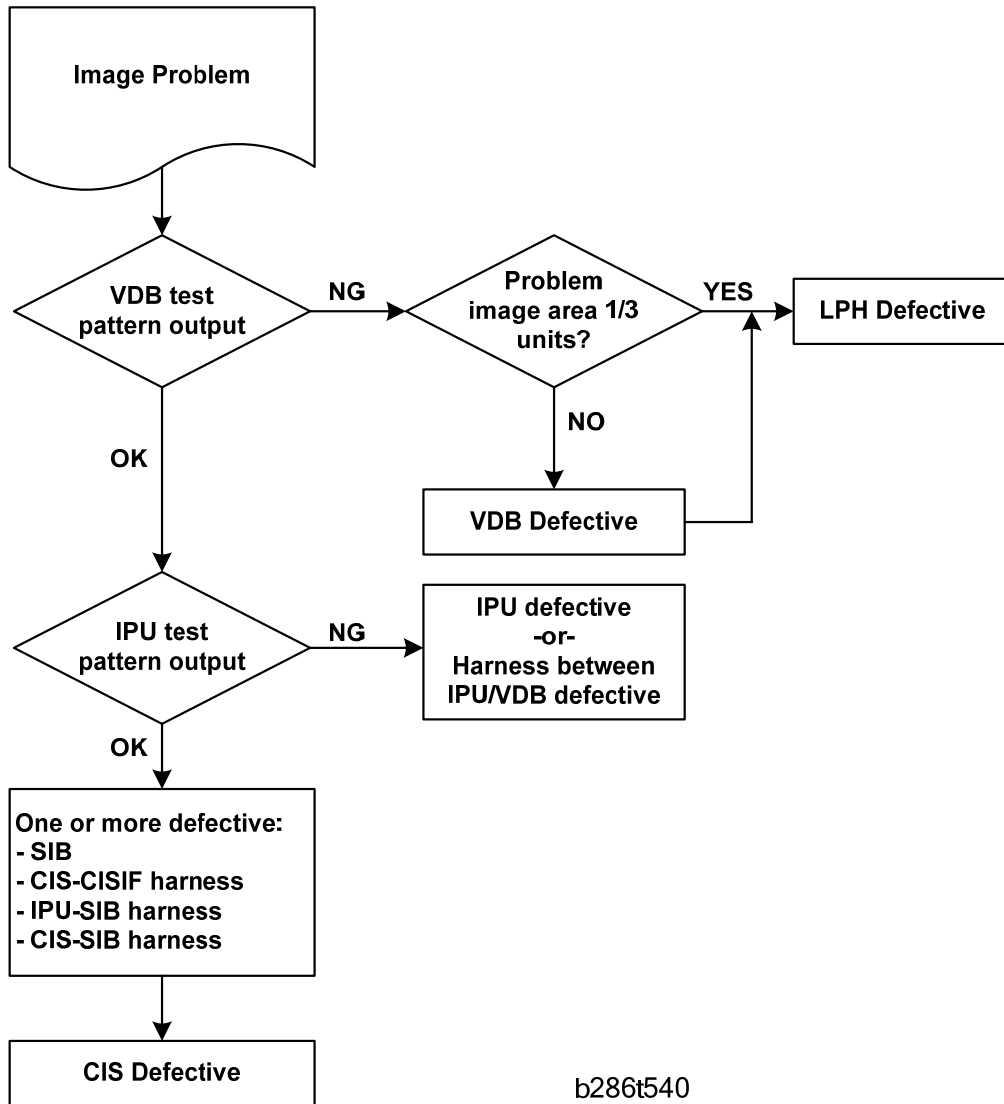 Image Problem
VDB test
pattern output
NG
Problem
image area 1/3
units?
YES
LPH Defective
NO
VDB Defective
OK
IPU test
pattern output
NG
IPU defective
-or-
Harness between
IPU/VDB defective
OK
One or more defective:
- SIB
- CIS-CISIF harness
- IPU-SIB harness
- CIS-SIB harness
CIS Defective
b286t540